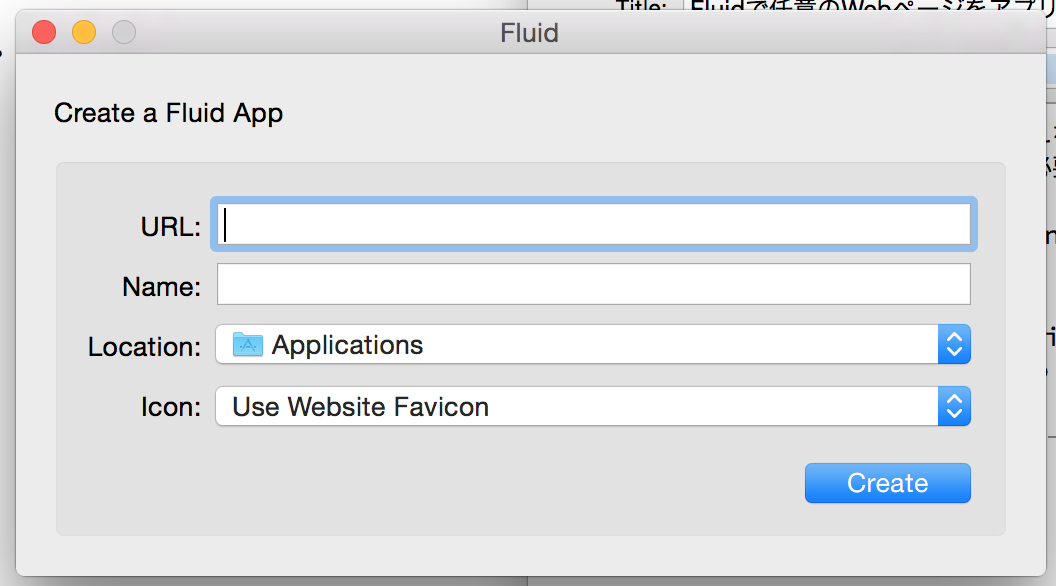 Title: Fluidで任意のWebページをアプリ
Fluid
Create a Fluid App
URL:
Name:
Location: Applications
Icon: Use Website Favicon
Create